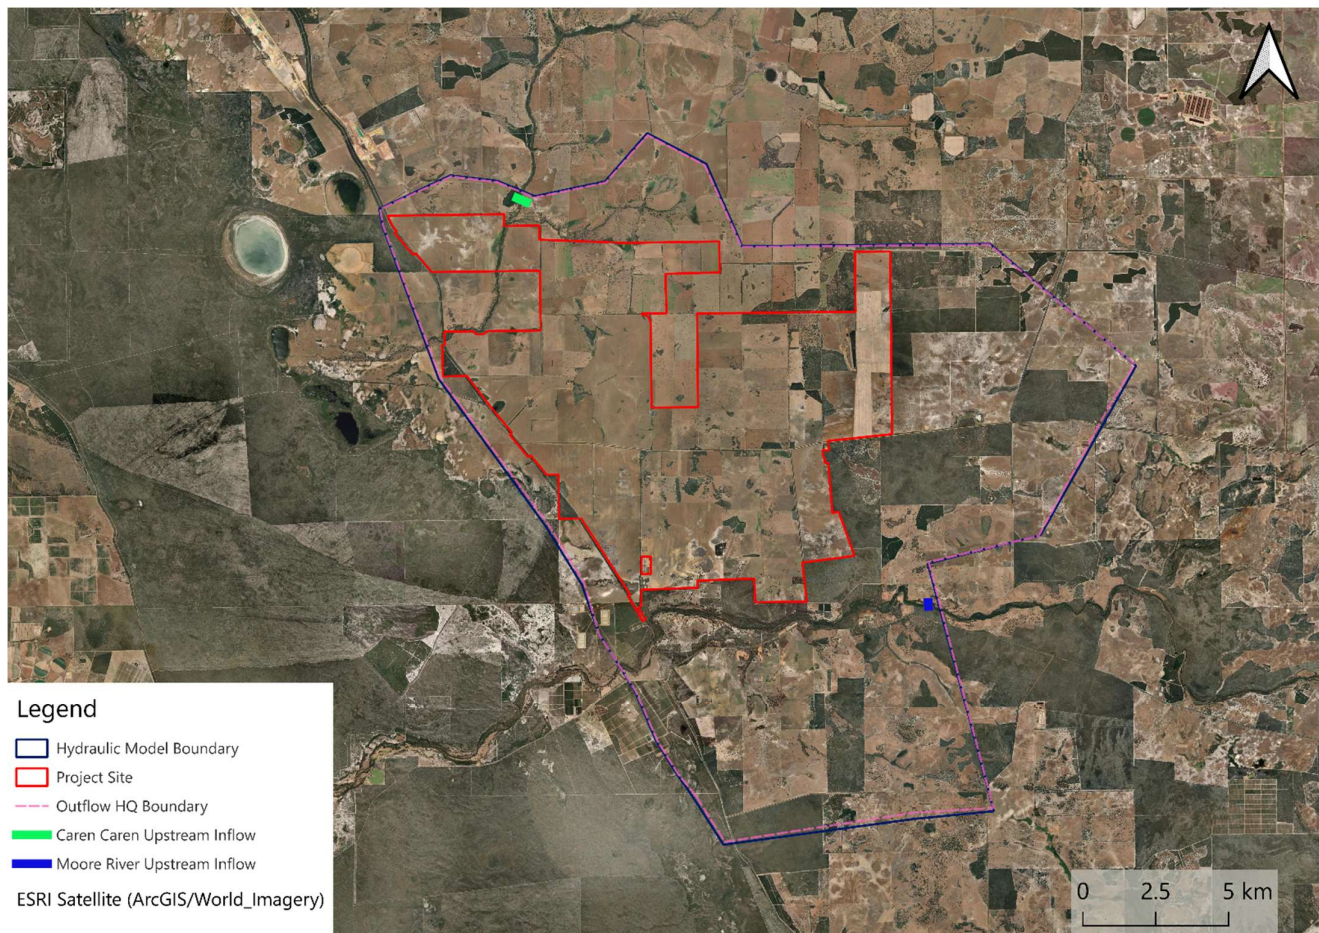 Legend
Hydraulic Model Boundary
Project Site
Outflow HQ Boundary
Caren Caren Upstream Inflow
Moore River Upstream Inflow
ESRI Satellite (ArcGIS/World_Imagery)
0 2.5 5 km